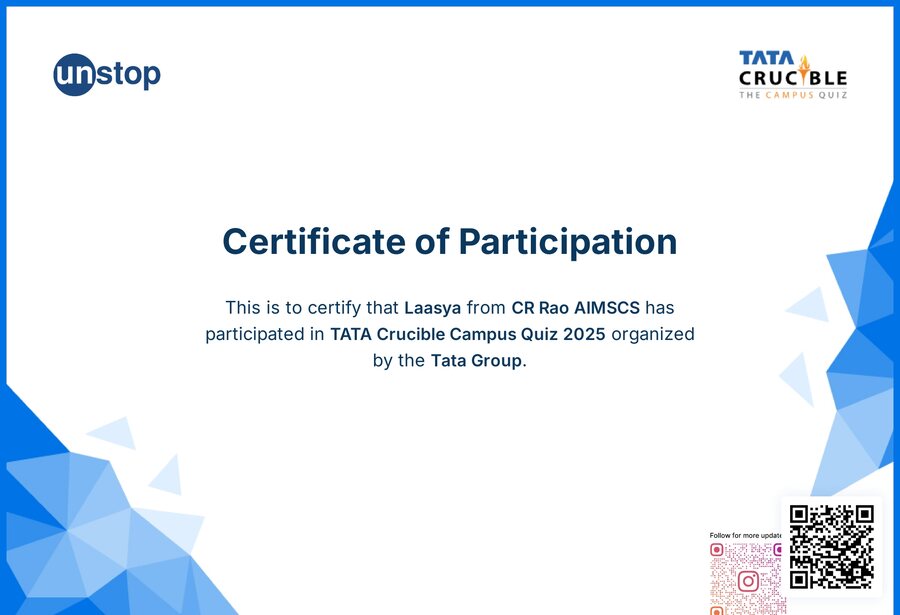 unstop
TATA
CRUCIBLE
THE CAMPUS QUIZ
Certificate of Participation
This is to certify that Laasya from CR Rao AIMSCS has
participated in TATA Crucible Campus Quiz 2025 organized
by the Tata Group.
Follow for more update